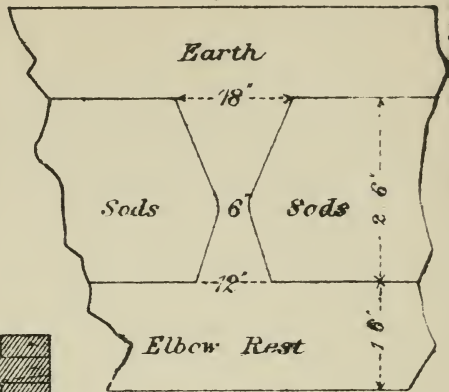 Earth
18"
Sods 6" Sods
2' 6"
12"
1' 6"
Elbow Rest